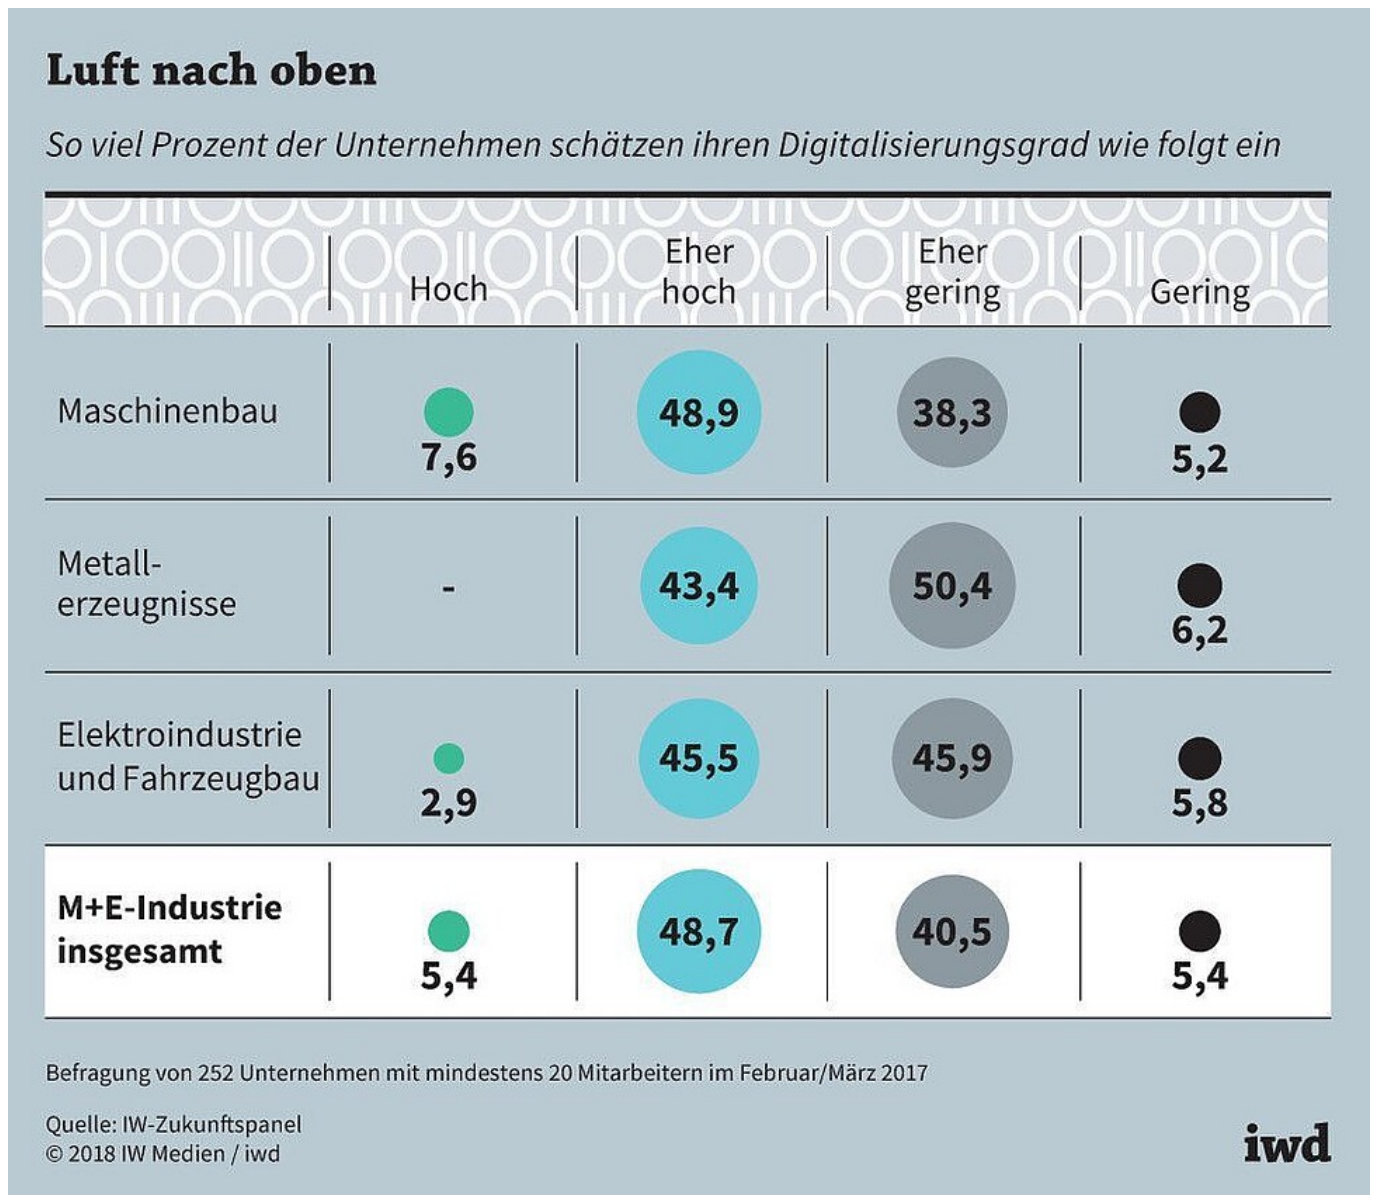 Luft nach oben
So viel Prozent der Unternehmen schätzen ihren Digitalisierungsgrad wie folgt ein
Hoch
Eher
hoch
Eher
gering
Gering
Maschinenbau
7,6
48,9
38,3
5,2
Metall-
erzeugnisse
-
43,4
50,4
6,2
Elektroindustrie
und Fahrzeugbau
2,9
45,5
45,9
5,8
M+E-Industrie
insgesamt
5,4
48,7
40,5
5,4
Befragung von 252 Unternehmen mit mindestens 20 Mitarbeitern im Februar/März 2017
Quelle: IW-Zukunftspanel
© 2018 IW Medien / iwd
iwd